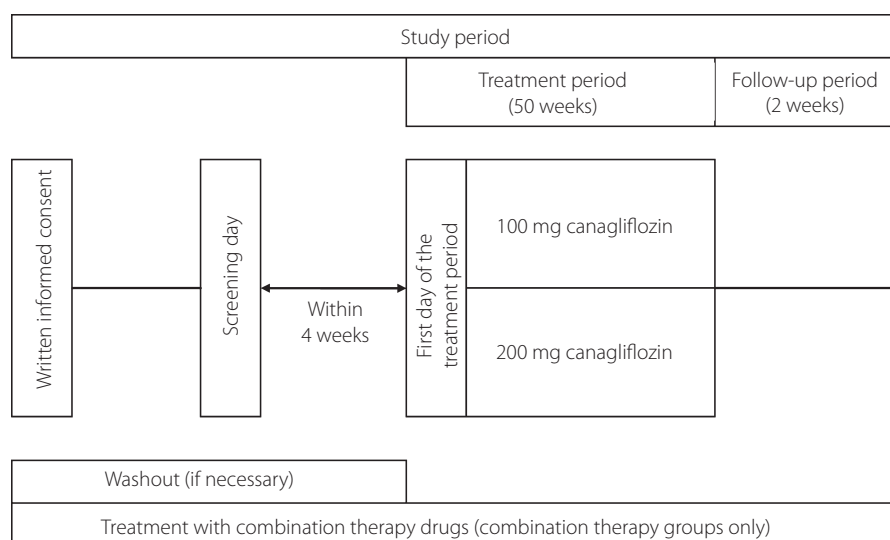 Study period
Treatment period
(50 weeks)
Follow-up period
(2 weeks)
Written informed consent
Screening day
Within
4 weeks
First day of the
treatment period
100 mg canagliflozin
200 mg canagliflozin
Washout (if necessary)
Treatment with combination therapy drugs (combination therapy groups only)